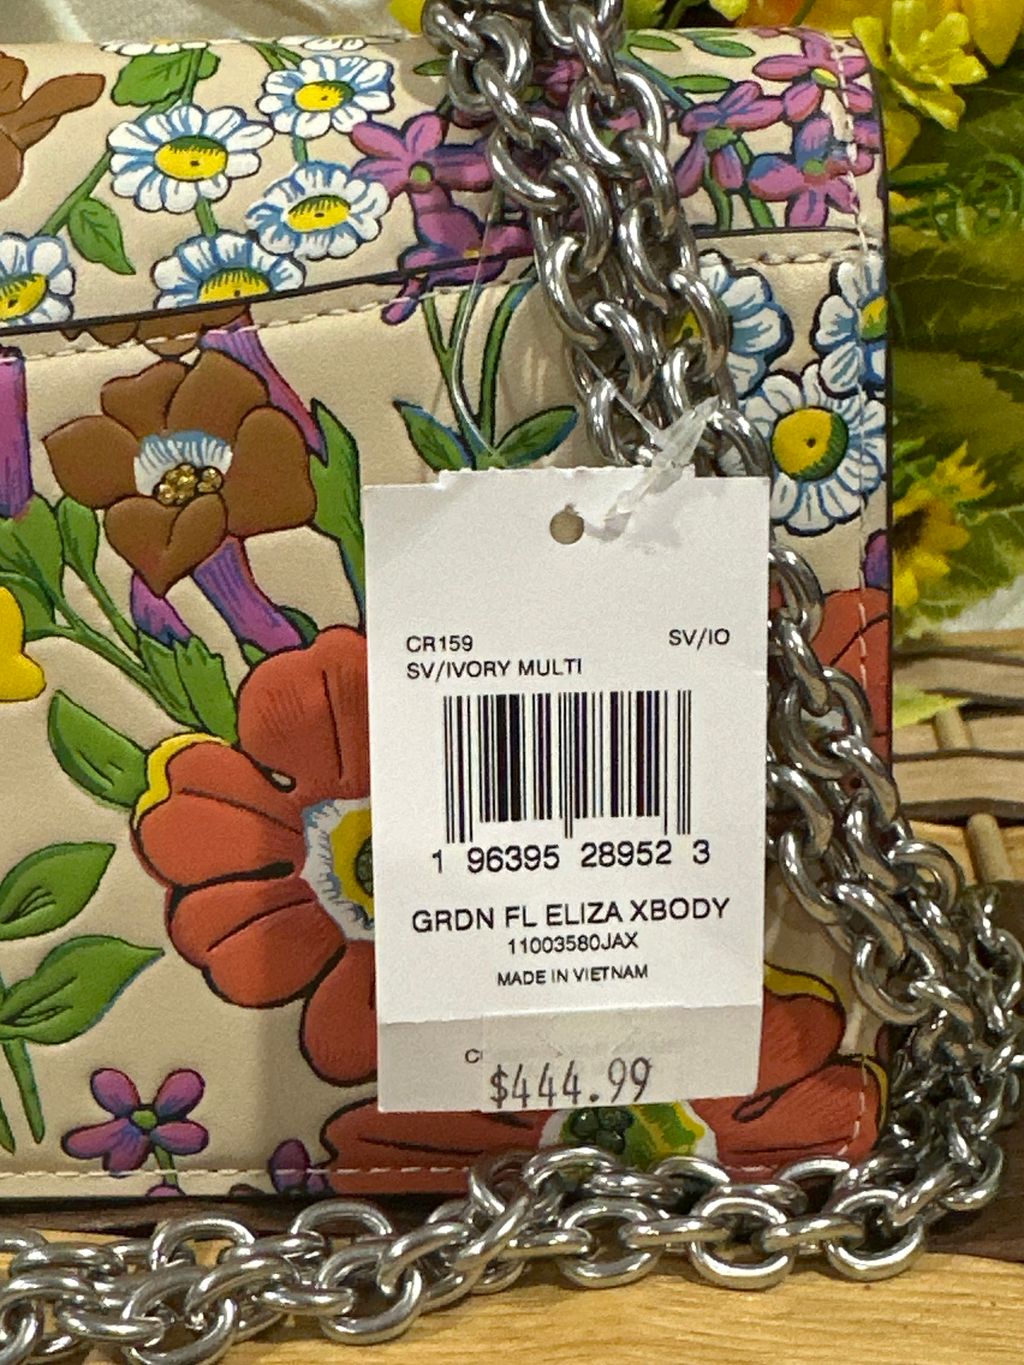 CR159 SV/IO
SV/IVORY MULTI
1 96395 28952 3
GRDN FL ELIZA XBODY
11003580JAX
MADE IN VIETNAM
$444.99